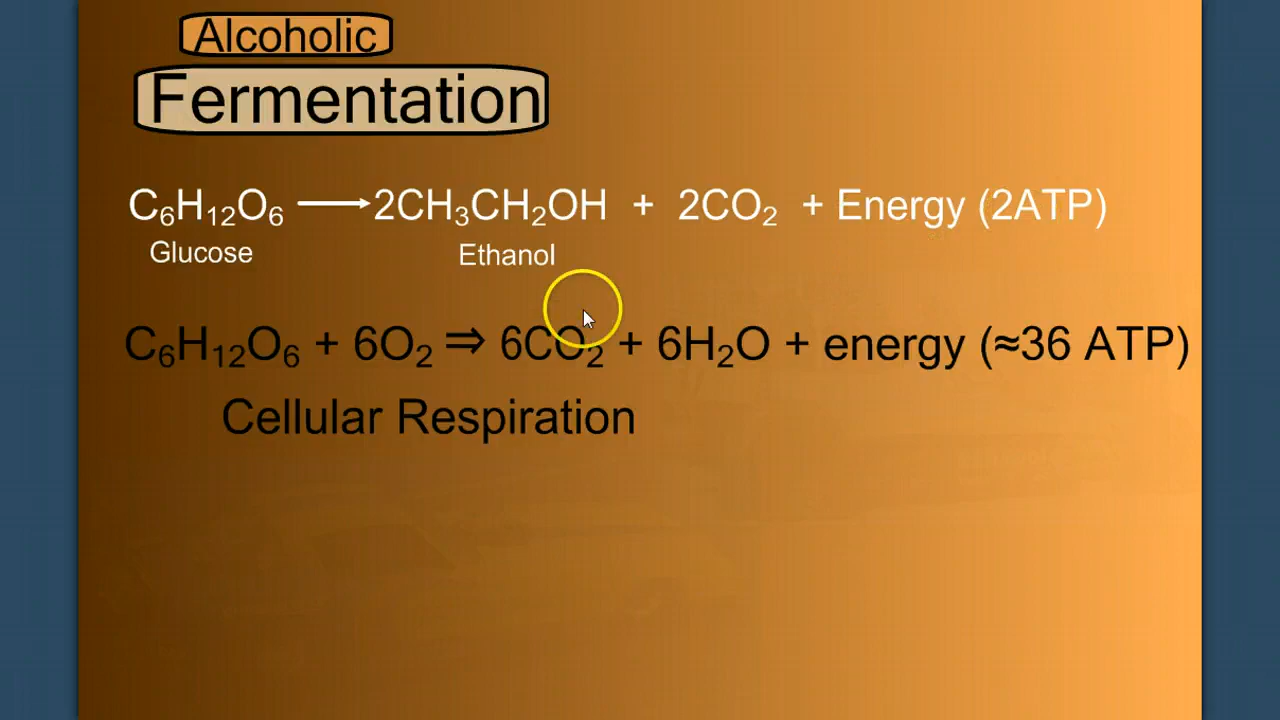 Alcoholic
Fermentation
C₆H₁₂O₆ ⟶ 2CH₃CH₂OH + 2CO₂ + Energy (2ATP)
Glucose Ethanol
C₆H₁₂O₆ + 6O₂ ⇒ 6CO₂ + 6H₂O + energy (≈36 ATP)
Cellular Respiration